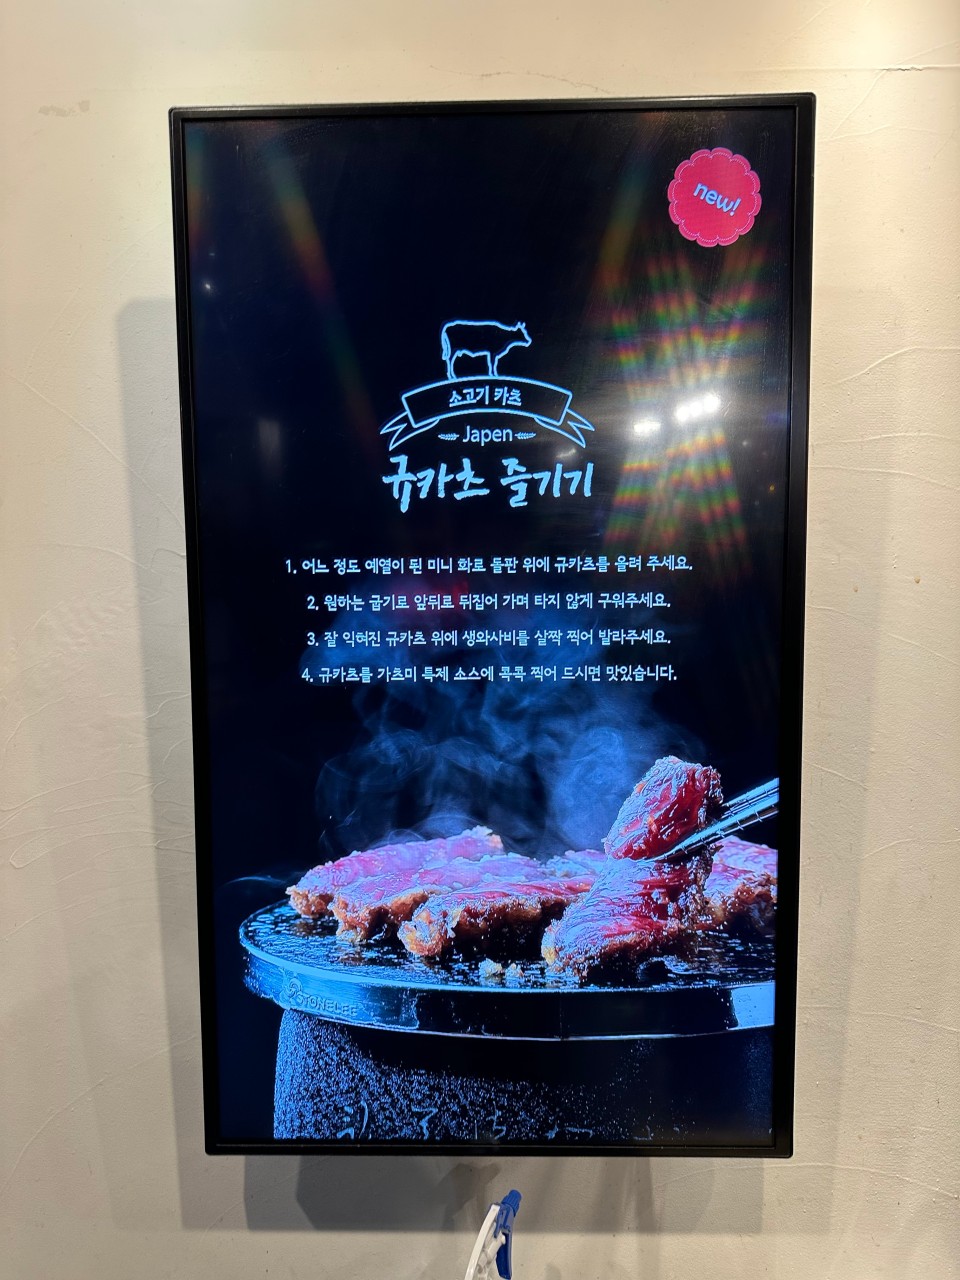 new!
소고기 카츠
Japen
규카츠 즐기기
1. 어느 정도 예열이 된 미니 화로 돌판 위에 규카츠를 올려 주세요.
2. 원하는 굽기로 앞뒤로 뒤집어 가며 타지 않게 구워주세요.
3. 잘 익혀진 규카츠 위에 생와사비를 살짝 찍어 발라주세요.
4. 규카츠를 가츠미 특제 소스에 콕콕 찍어 드시면 맛있습니다.
STONELEE